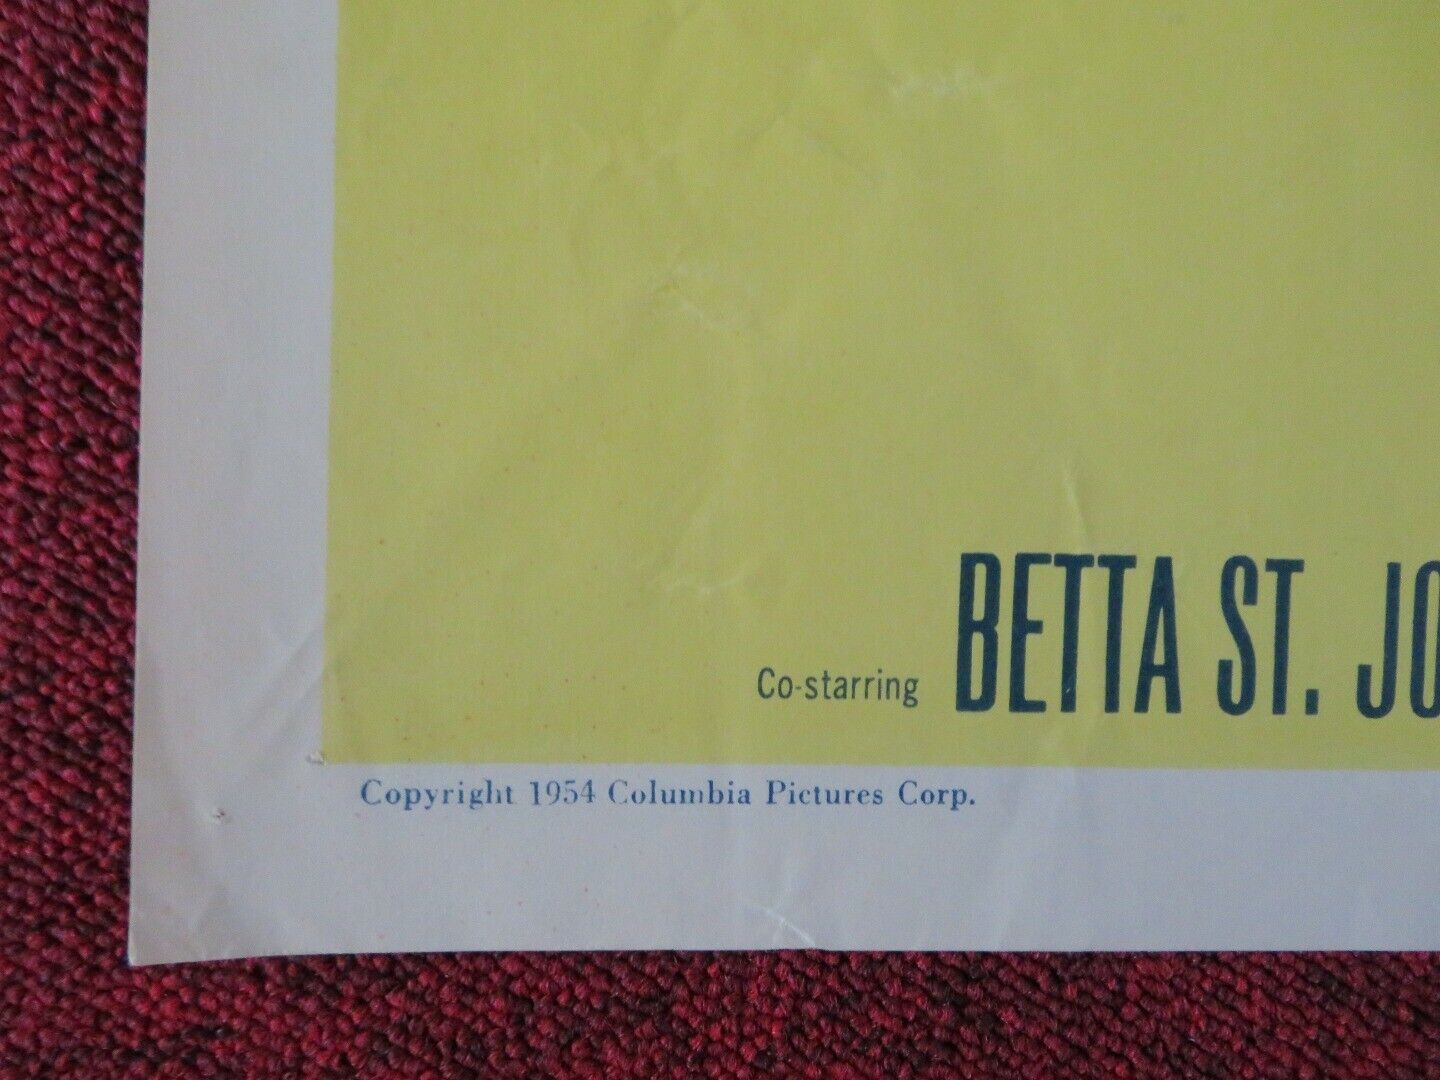 Co-starring BETTA ST. JO
Copyright 1954 Columbia Pictures Corp.